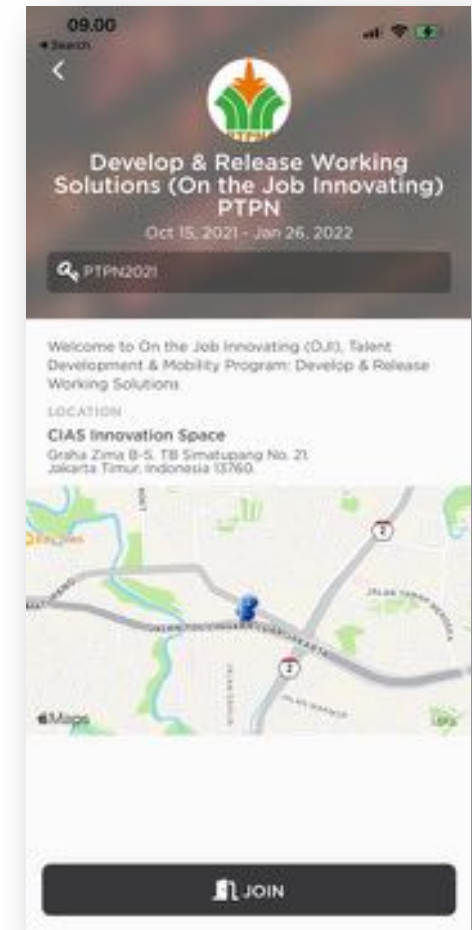 09.00
Search
PTPN
Develop & Release Working
Solutions (On the Job Innovating)
PTPN
Oct 15, 2021 - Jan 26, 2022
PTPN2021
Welcome to On the Job Innovating (OJI), Talent
Development & Mobility Program: Develop & Release
Working Solutions
LOCATION
CIAS Innovation Space
Graha Zima B-5, TB Simatupang No. 21.
Jakarta Timur, Indonesia 13760.
2
2
Maps
JOIN